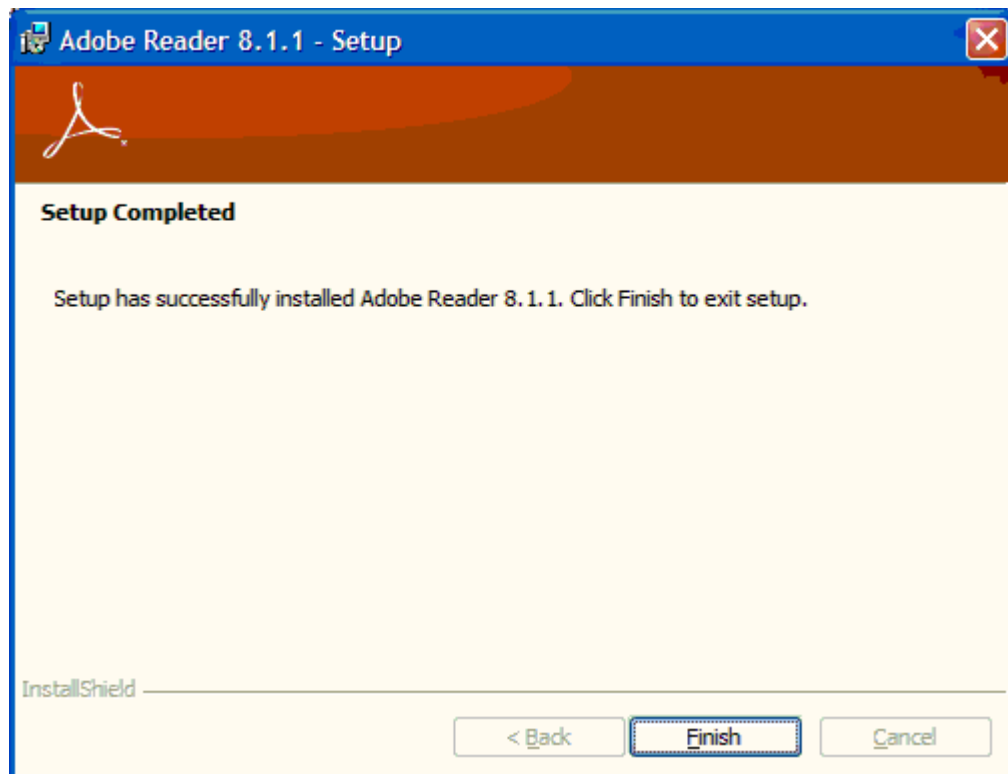 Adobe Reader 8.1.1 - Setup
Setup Completed
Setup has successfully installed Adobe Reader 8.1.1. Click Finish to exit setup.
InstallShield
< Back
Finish
Cancel